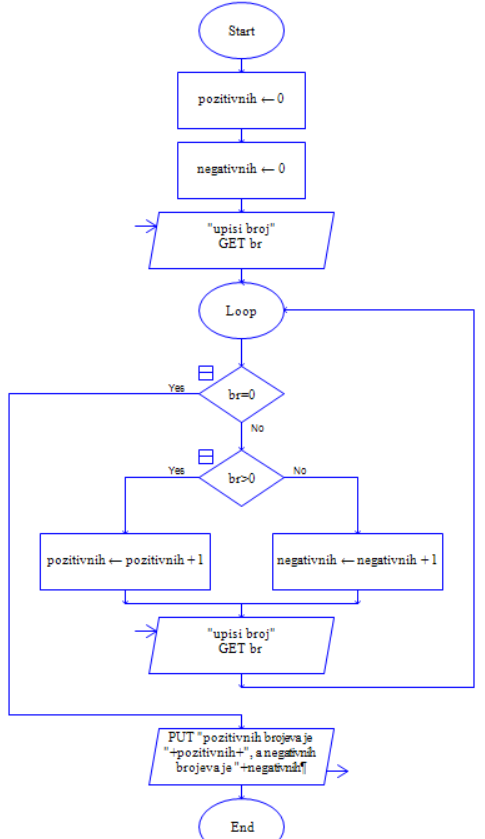 Start
pozitivnih ← 0
negativnih ← 0
"upisi broj"
GET br
Loop
br=0
Yes
No
br>0
Yes
No
pozitivnih ← pozitivnih + 1
negativnih ← negativnih + 1
"upisi broj"
GET br
PUT "pozitivnih brojeva je
"+pozitivnih+", a negativnih
brojeva je "+negativnih¶
End